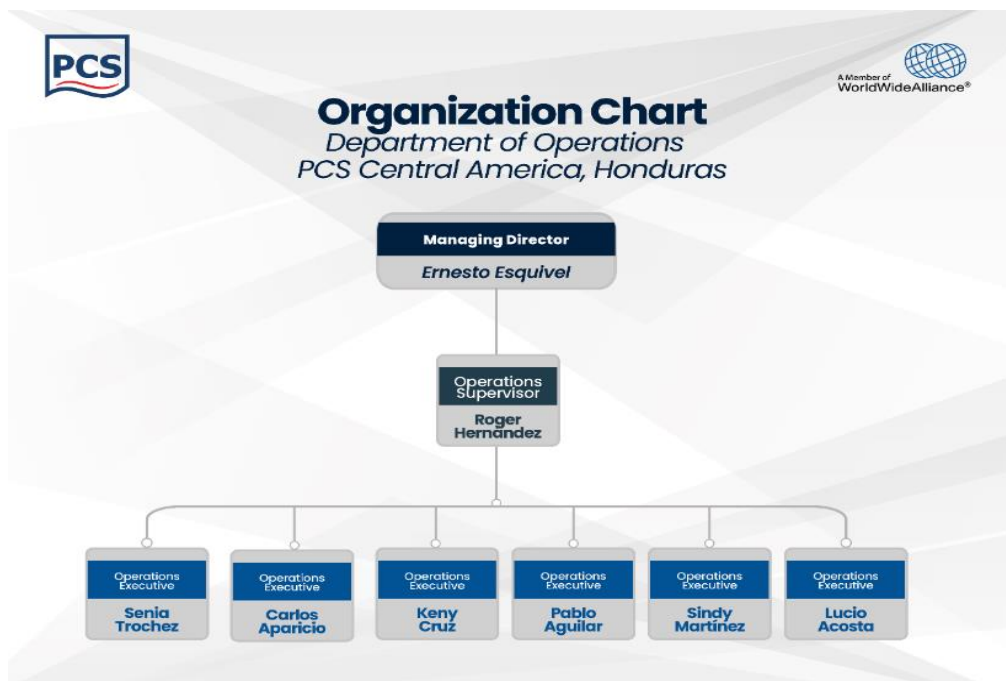 PCS
A Member of
WorldWideAlliance®
Organization Chart
Department of Operations
PCS Central America, Honduras
Managing Director
Ernesto Esquivel
Operations
Supervisor
Roger
Hernández
Operations
Executive
Senia
Trochez
Operations
Executive
Carlos
Aparicio
Operations
Executive
Keny
Cruz
Operations
Executive
Pablo
Aguilar
Operations
Executive
Sindy
Martínez
Operations
Executive
Lucio
Acosta